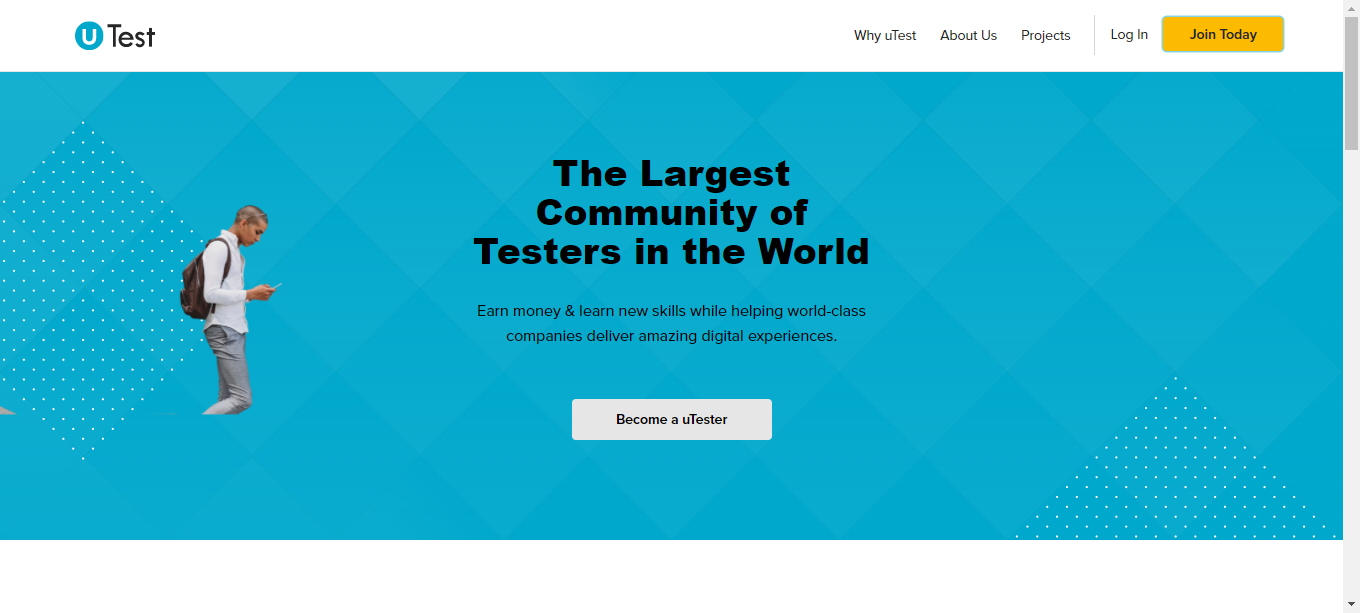 uTest
Why uTest
About Us
Projects
Log In
Join Today
The Largest
Community of
Testers in the World
Earn money & learn new skills while helping world-class
companies deliver amazing digital experiences.
Become a uTester